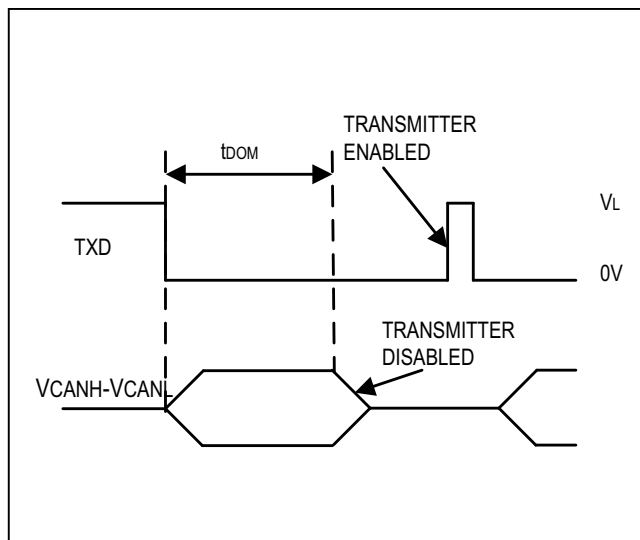 TRANSMITTER
ENABLED
tDOM
VL
TXD
0V
TRANSMITTER
DISABLED
VCANH-VCANL